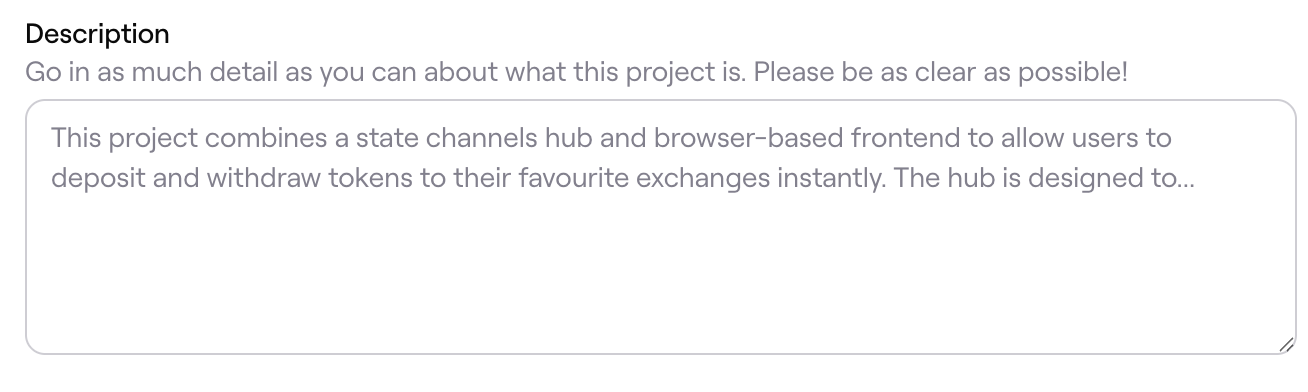 Description
Go in as much detail as you can about what this project is. Please be as clear as possible!
This project combines a state channels hub and browser-based frontend to allow users to
deposit and withdraw tokens to their favourite exchanges instantly. The hub is designed to...